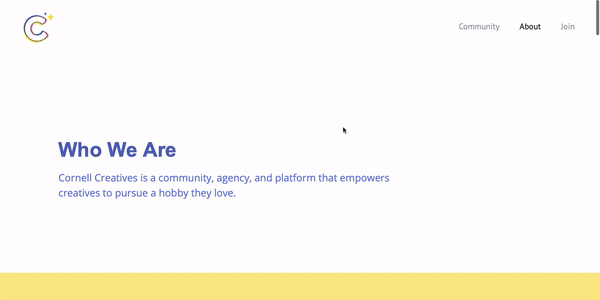 Community About Join
Who We Are
Cornell Creatives is a community, agency, and platform that empowers
creatives to pursue a hobby they love.